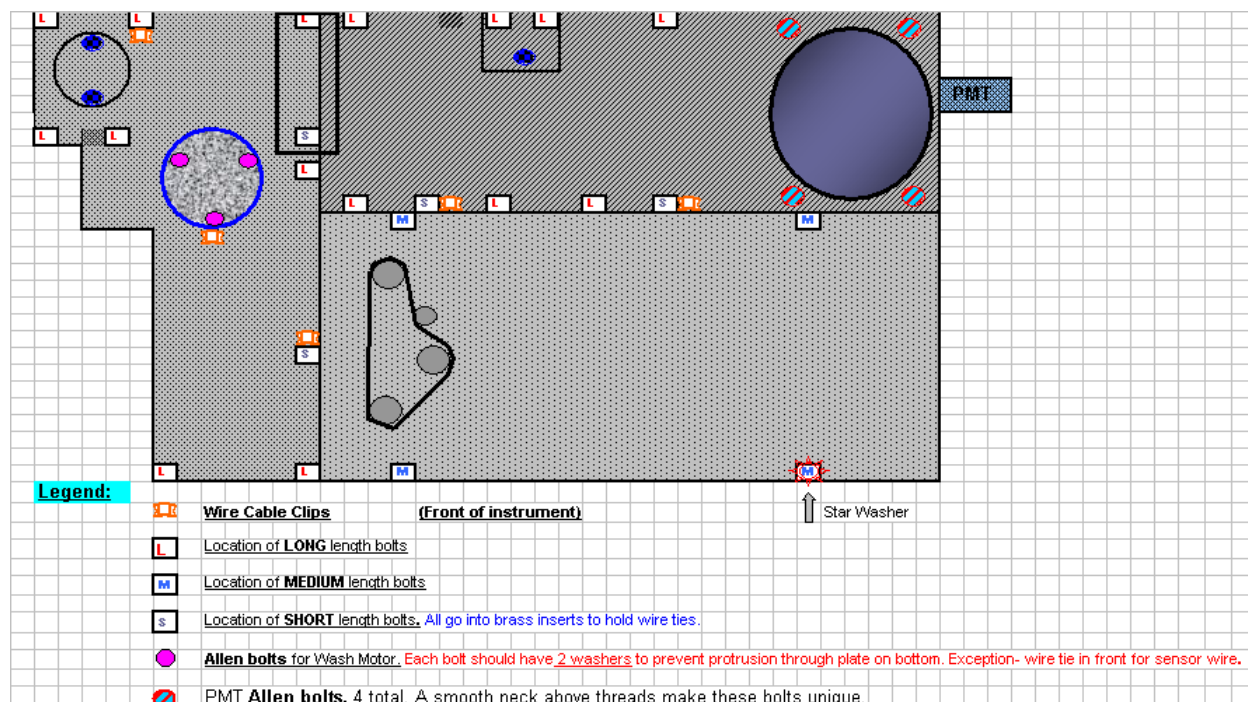 L L L L L L L
PMT
L L S
L
L S L L S
M M
S
L L M M
Legend:
Wire Cable Clips (Front of instrument) Star Washer
L Location of LONG length bolts
M Location of MEDIUM length bolts
S Location of SHORT length bolts. All go into brass inserts to hold wire ties.
Allen bolts for Wash Motor. Each bolt should have 2 washers to prevent protrusion through plate on bottom. Exception- wire tie in front for sensor wire.
PMT Allen bolts. 4 total. A smooth neck above threads make these bolts unique.